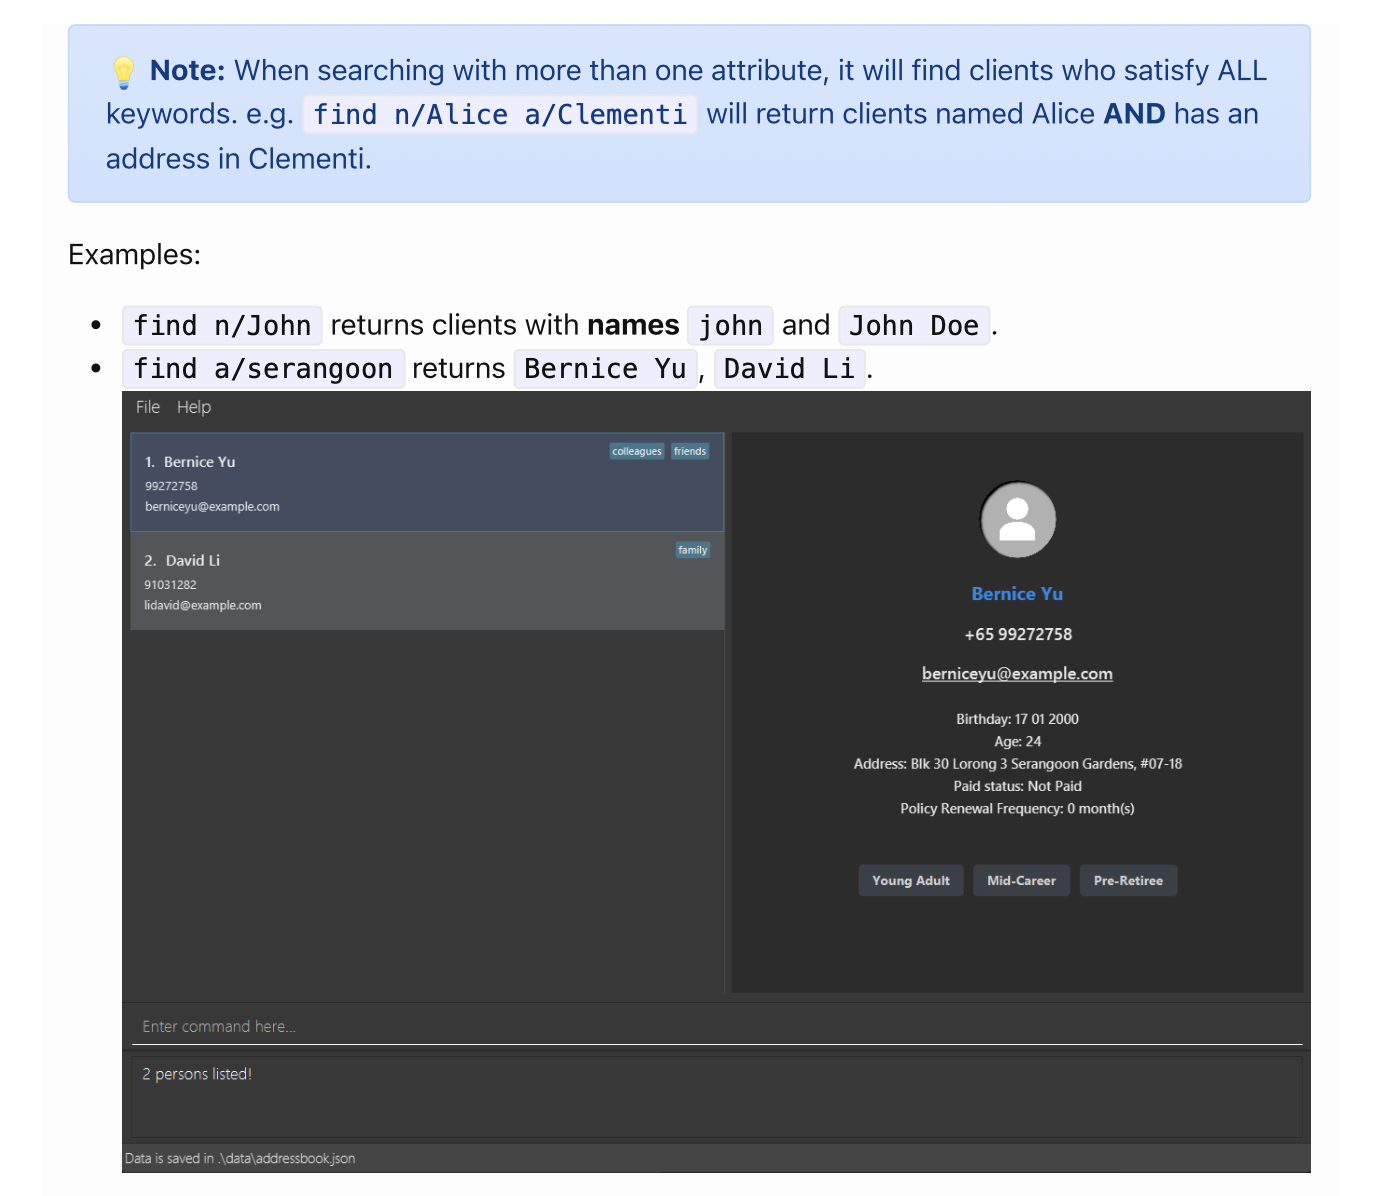 💡 Note: When searching with more than one attribute, it will find clients who satisfy ALL
keywords. e.g. find n/Alice a/Clementi will return clients named Alice AND has an
address in Clementi.
Examples:
• find n/John returns clients with names john and John Doe.
• find a/serangoon returns Bernice Yu, David Li.
File Help
1. Bernice Yu
colleagues friends
99272758
berniceyu@example.com
2. David Li
family
91031282
lidavid@example.com
Bernice Yu
+65 99272758
berniceyu@example.com
Birthday: 17 01 2000
Age: 24
Address: Blk 30 Lorong 3 Serangoon Gardens, #07-18
Paid status: Not Paid
Policy Renewal Frequency: 0 month(s)
Young Adult Mid-Career Pre-Retiree
Enter command here...
2 persons listed!
Data is saved in .\data\addressbook.json